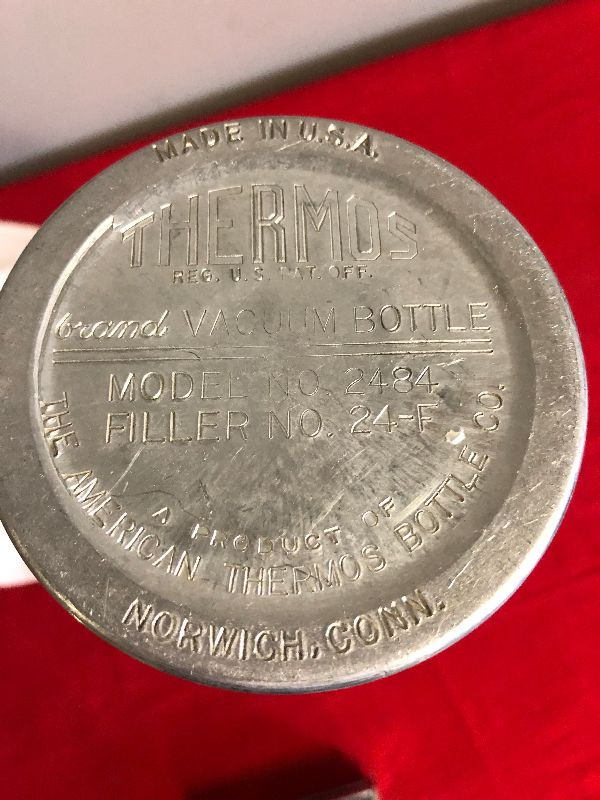 MADE IN U.S.A.
THERMOS
REG. U.S. PAT. OFF.
brand VACUUM BOTTLE
MODEL NO. 2484
FILLER NO. 24-F
A PRODUCT OF
THE AMERICAN THERMOS BOTTLE CO.
NORWICH, CONN.